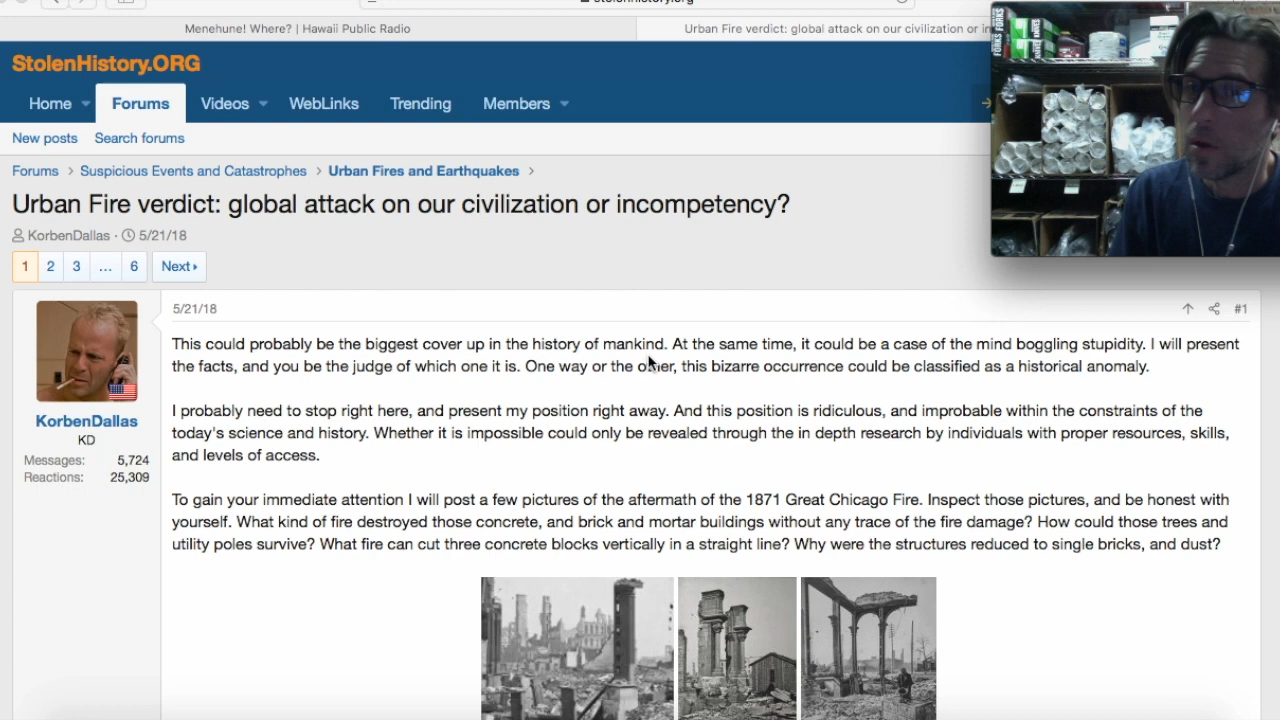 Menehune! Where? | Hawaii Public Radio
Urban Fire verdict: global attack on our civilization or in
StolenHistory.ORG
Home
Forums
Videos
WebLinks
Trending
Members
New posts
Search forums
Forums > Suspicious Events and Catastrophes > Urban Fires and Earthquakes >
Urban Fire verdict: global attack on our civilization or incompetency?
KorbenDallas · 5/21/18
1 2 3 ... 6 Next
5/21/18
#1
KorbenDallas
KD
Messages: 5,724
Reactions: 25,309
This could probably be the biggest cover up in the history of mankind. At the same time, it could be a case of the mind boggling stupidity. I will present
the facts, and you be the judge of which one it is. One way or the other, this bizarre occurrence could be classified as a historical anomaly.
I probably need to stop right here, and present my position right away. And this position is ridiculous, and improbable within the constraints of the
today's science and history. Whether it is impossible could only be revealed through the in depth research by individuals with proper resources, skills,
and levels of access.
To gain your immediate attention I will post a few pictures of the aftermath of the 1871 Great Chicago Fire. Inspect those pictures, and be honest with
yourself. What kind of fire destroyed those concrete, and brick and mortar buildings without any trace of the fire damage? How could those trees and
utility poles survive? What fire can cut three concrete blocks vertically in a straight line? Why were the structures reduced to single bricks, and dust?
FORKS
FORKS
KNIVES